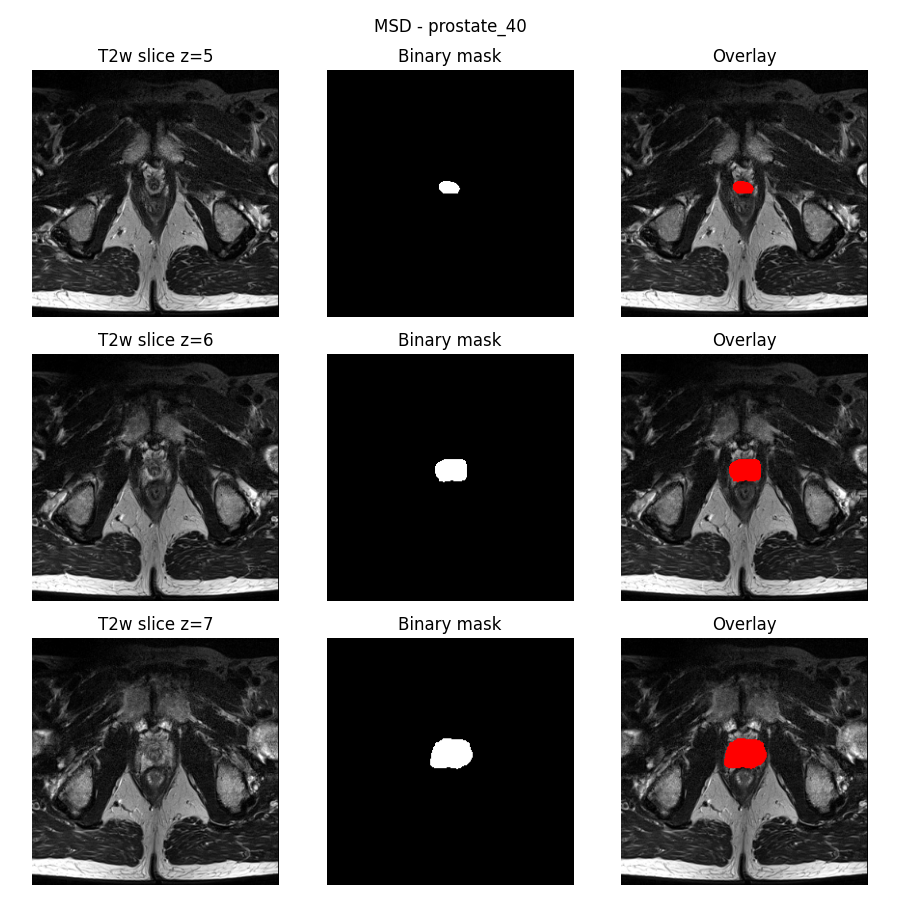 MSD - prostate_40
T2w slice z=5 Binary mask Overlay
T2w slice z=6 Binary mask Overlay
T2w slice z=7 Binary mask Overlay